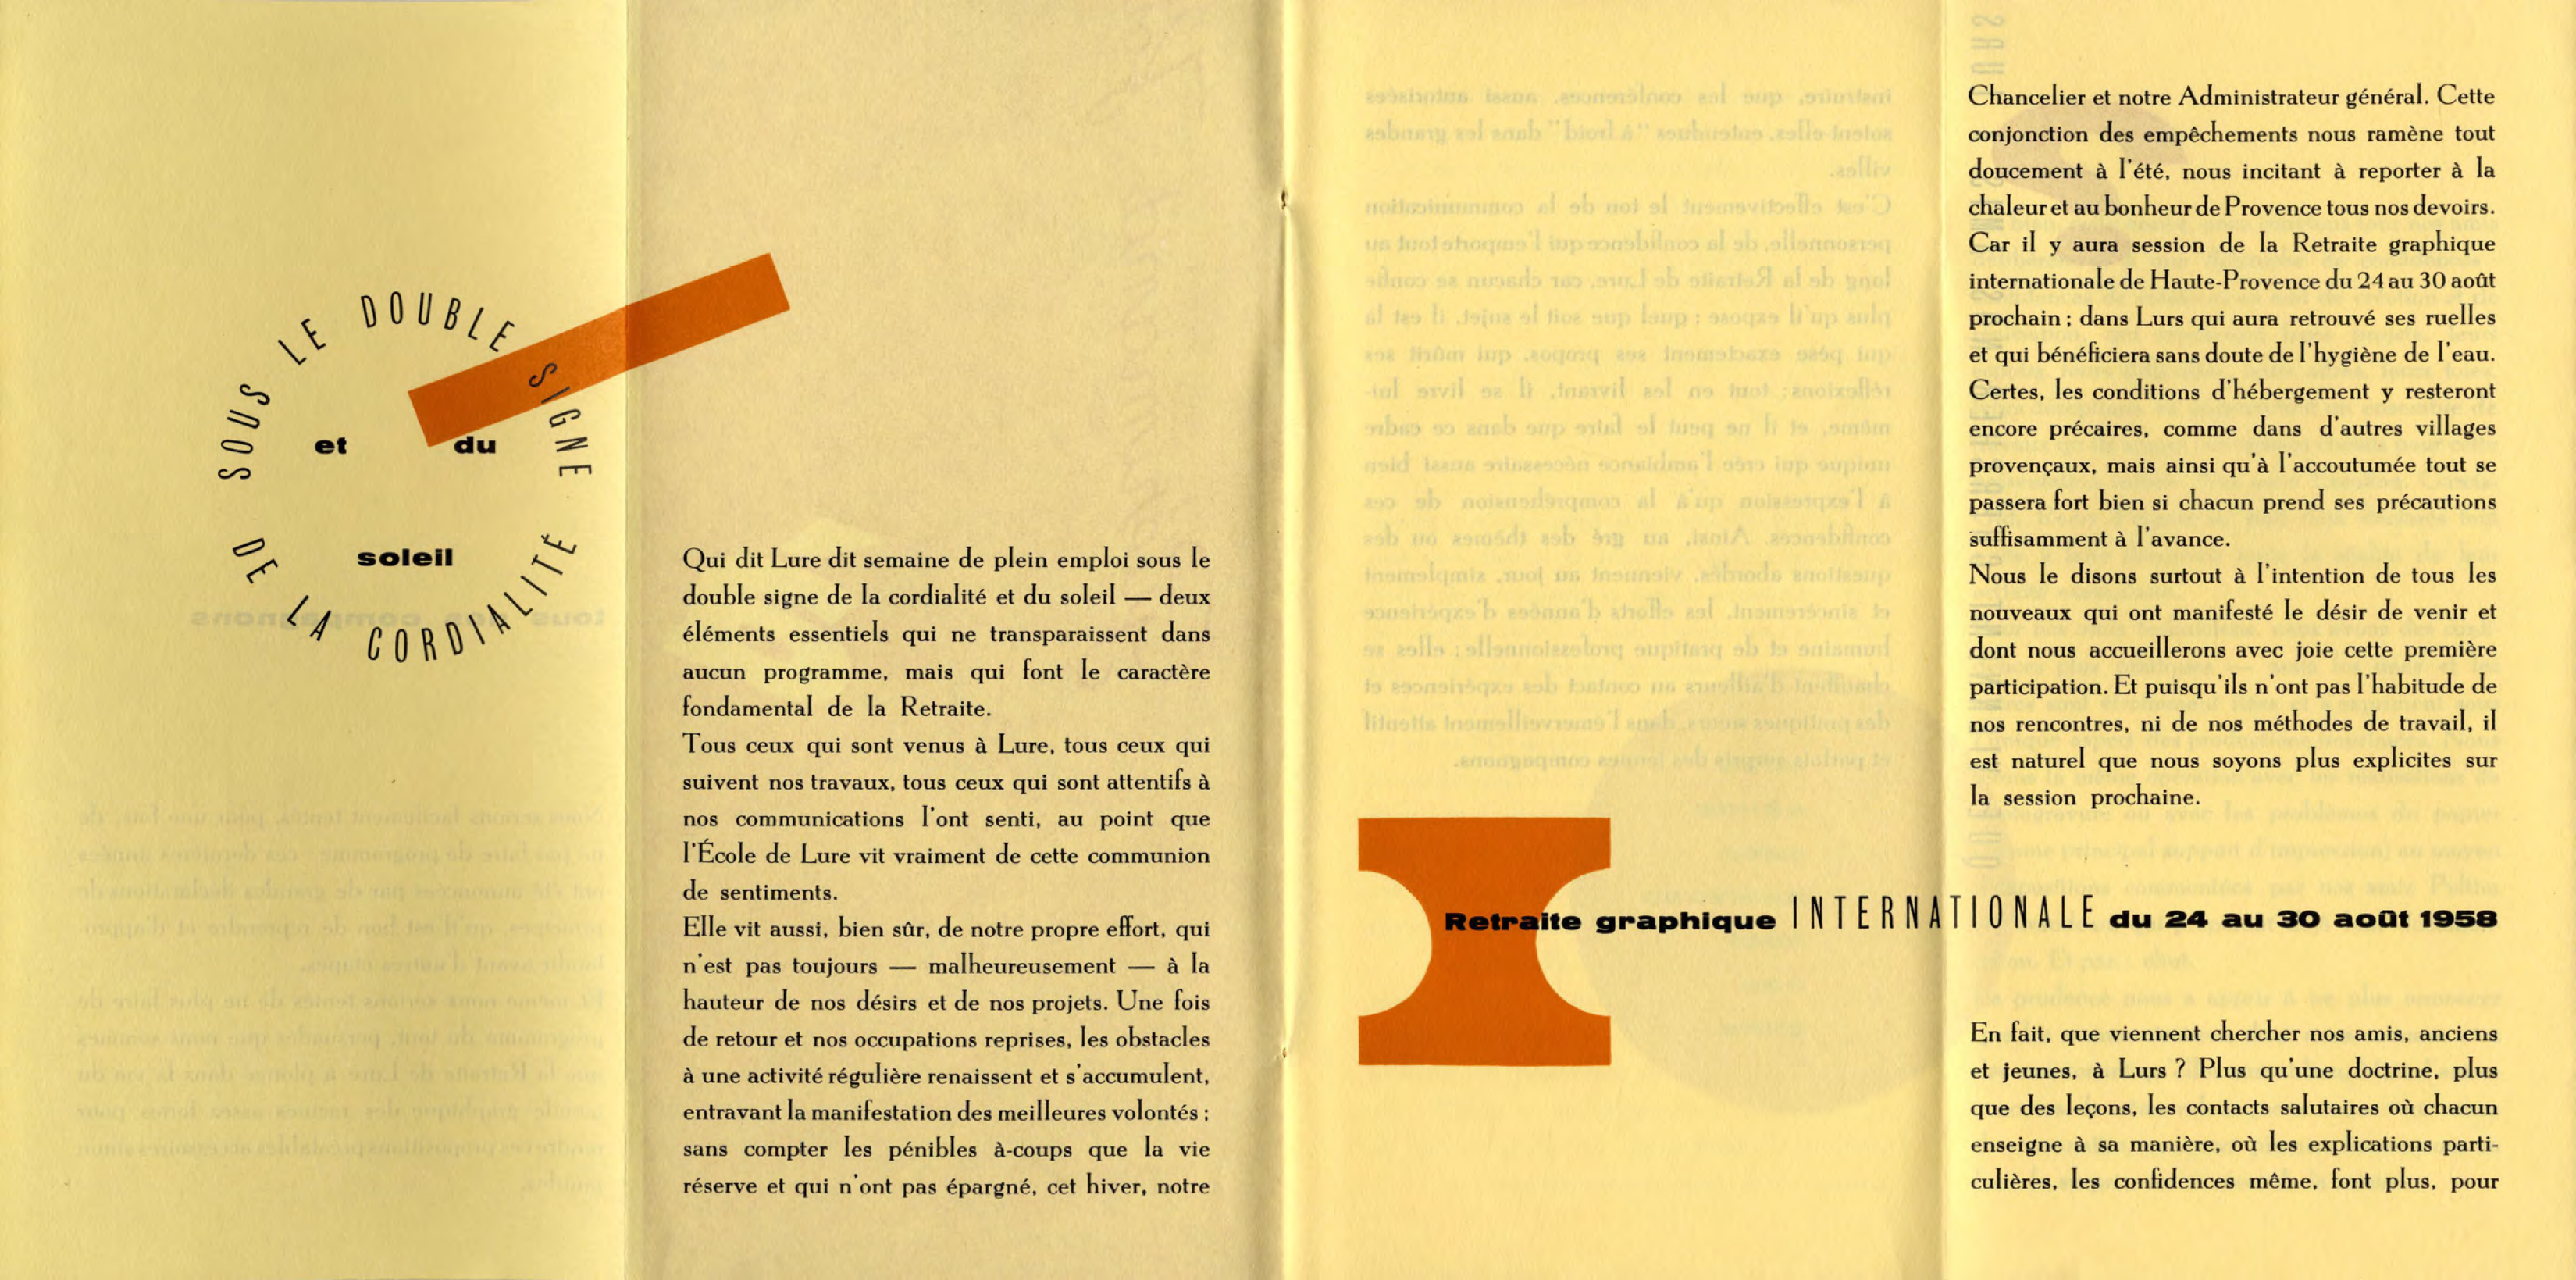 SOUS LE DOUBLE SIGNE
DE LA CORDIALITÉ
et du
soleil
Qui dit Lure dit semaine de plein emploi sous le
double signe de la cordialité et du soleil — deux
éléments essentiels qui ne transparaissent dans
aucun programme, mais qui font le caractère
fondamental de la Retraite.
Tous ceux qui sont venus à Lure, tous ceux qui
suivent nos travaux, tous ceux qui sont attentifs à
nos communications l'ont senti, au point que
l'École de Lure vit vraiment de cette communion
de sentiments.
Elle vit aussi, bien sûr, de notre propre effort, qui
n'est pas toujours — malheureusement — à la
hauteur de nos désirs et de nos projets. Une fois
de retour et nos occupations reprises, les obstacles
à une activité régulière renaissent et s'accumulent,
entravant la manifestation des meilleures volontés ;
sans compter les pénibles à-coups que la vie
réserve et qui n'ont pas épargné, cet hiver, notre
Chancelier et notre Administrateur général. Cette
conjonction des empêchements nous ramène tout
doucement à l'été, nous incitant à reporter à la
chaleur et au bonheur de Provence tous nos devoirs.
Car il y aura session de la Retraite graphique
internationale de Haute-Provence du 24 au 30 août
prochain ; dans Lurs qui aura retrouvé ses ruelles
et qui bénéficiera sans doute de l'hygiène de l'eau.
Certes, les conditions d'hébergement y resteront
encore précaires, comme dans d'autres villages
provençaux, mais ainsi qu'à l'accoutumée tout se
passera fort bien si chacun prend ses précautions
suffisamment à l'avance.
Nous le disons surtout à l'intention de tous les
nouveaux qui ont manifesté le désir de venir et
dont nous accueillerons avec joie cette première
participation. Et puisqu'ils n'ont pas l'habitude de
nos rencontres, ni de nos méthodes de travail, il
est naturel que nous soyons plus explicites sur
la session prochaine.
Retraite graphique INTERNATIONALE du 24 au 30 août 1958
En fait, que viennent chercher nos amis, anciens
et jeunes, à Lurs ? Plus qu'une doctrine, plus
que des leçons, les contacts salutaires où chacun
enseigne à sa manière, où les explications parti-
culières, les confidences même, font plus, pour